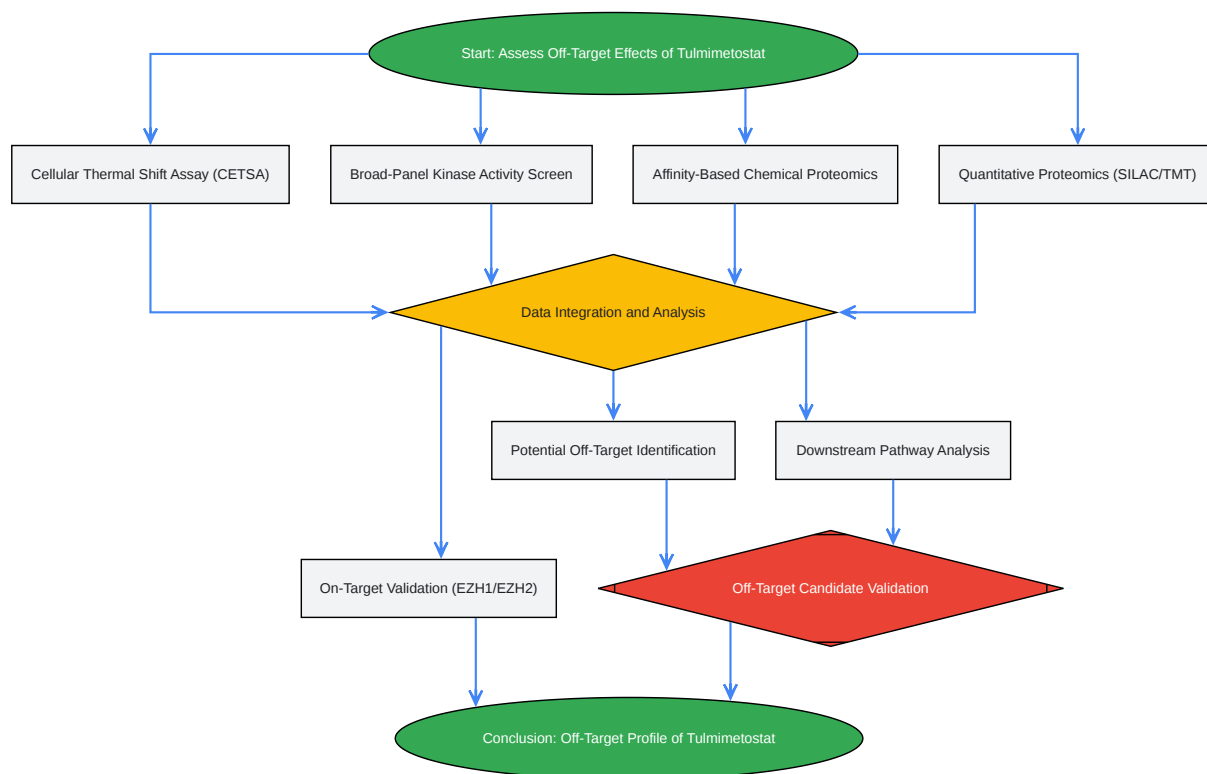 Start: Assess Off-Target Effects of Tulmimetostat
Cellular Thermal Shift Assay (CETSA)
Broad-Panel Kinase Activity Screen
Affinity-Based Chemical Proteomics
Quantitative Proteomics (SILAC/TMT)
Data Integration and Analysis
Potential Off-Target Identification
Downstream Pathway Analysis
On-Target Validation (EZH1/EZH2)
Off-Target Candidate Validation
Conclusion: Off-Target Profile of Tulmimetostat